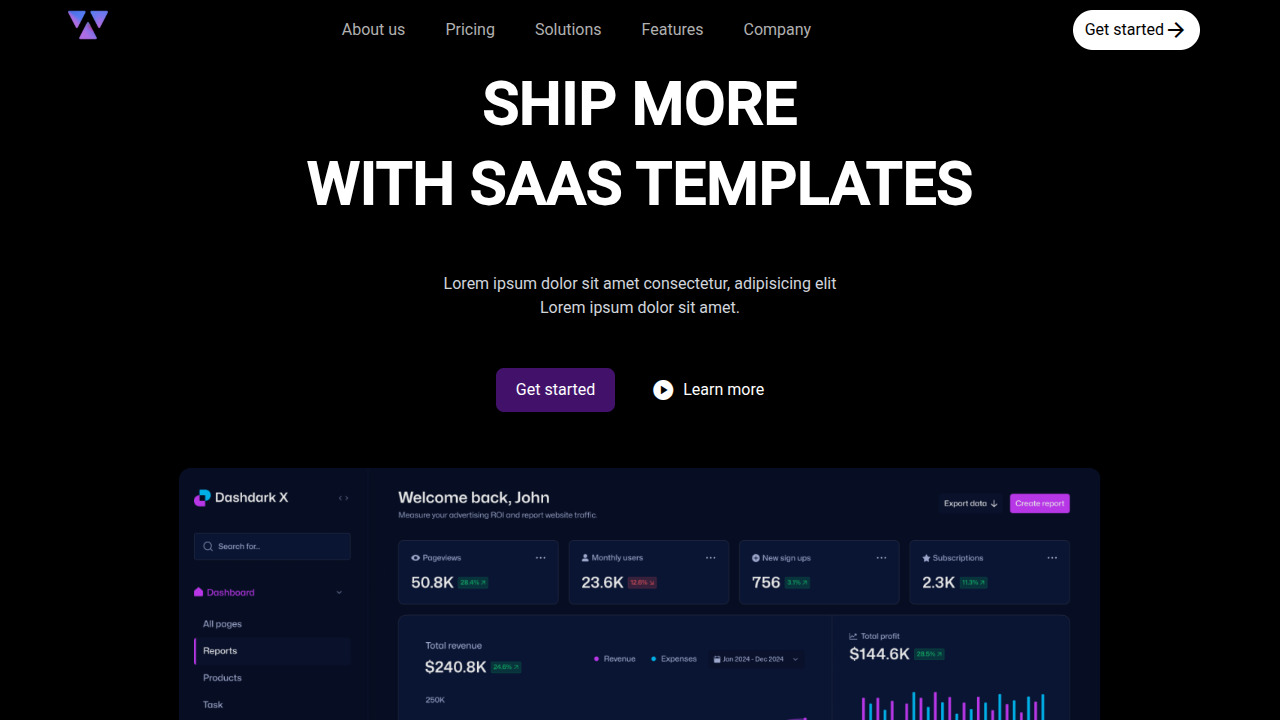 About us Pricing Solutions Features Company Get started
SHIP MORE
WITH SAAS TEMPLATES
Lorem ipsum dolor sit amet consectetur, adipisicing elit
Lorem ipsum dolor sit amet.
Get started Learn more
Dashdark X
Search for...
Dashboard
All pages
Reports
Products
Task
Welcome back, John
Measure your advertising ROI and report website traffic.
Export data
Create report
Pageviews
50.8K 28.4%
Monthly users
23.6K 12.6%
New sign ups
756 3.1%
Subscriptions
2.3K 11.3%
Total revenue
$240.8K 24.6%
Revenue Expenses Jan 2024 - Dec 2024
250K
Total profit
$144.6K 28.5%